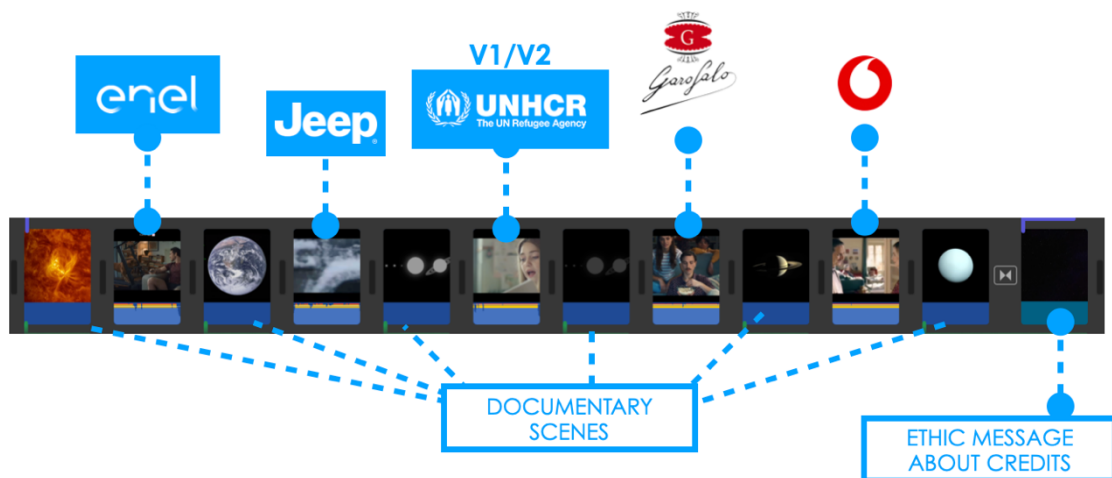 V1/V2
enel
Jeep
UNHCR
The UN Refugee Agency
G
Garofalo
DOCUMENTARY
SCENES
ETHIC MESSAGE
ABOUT CREDITS